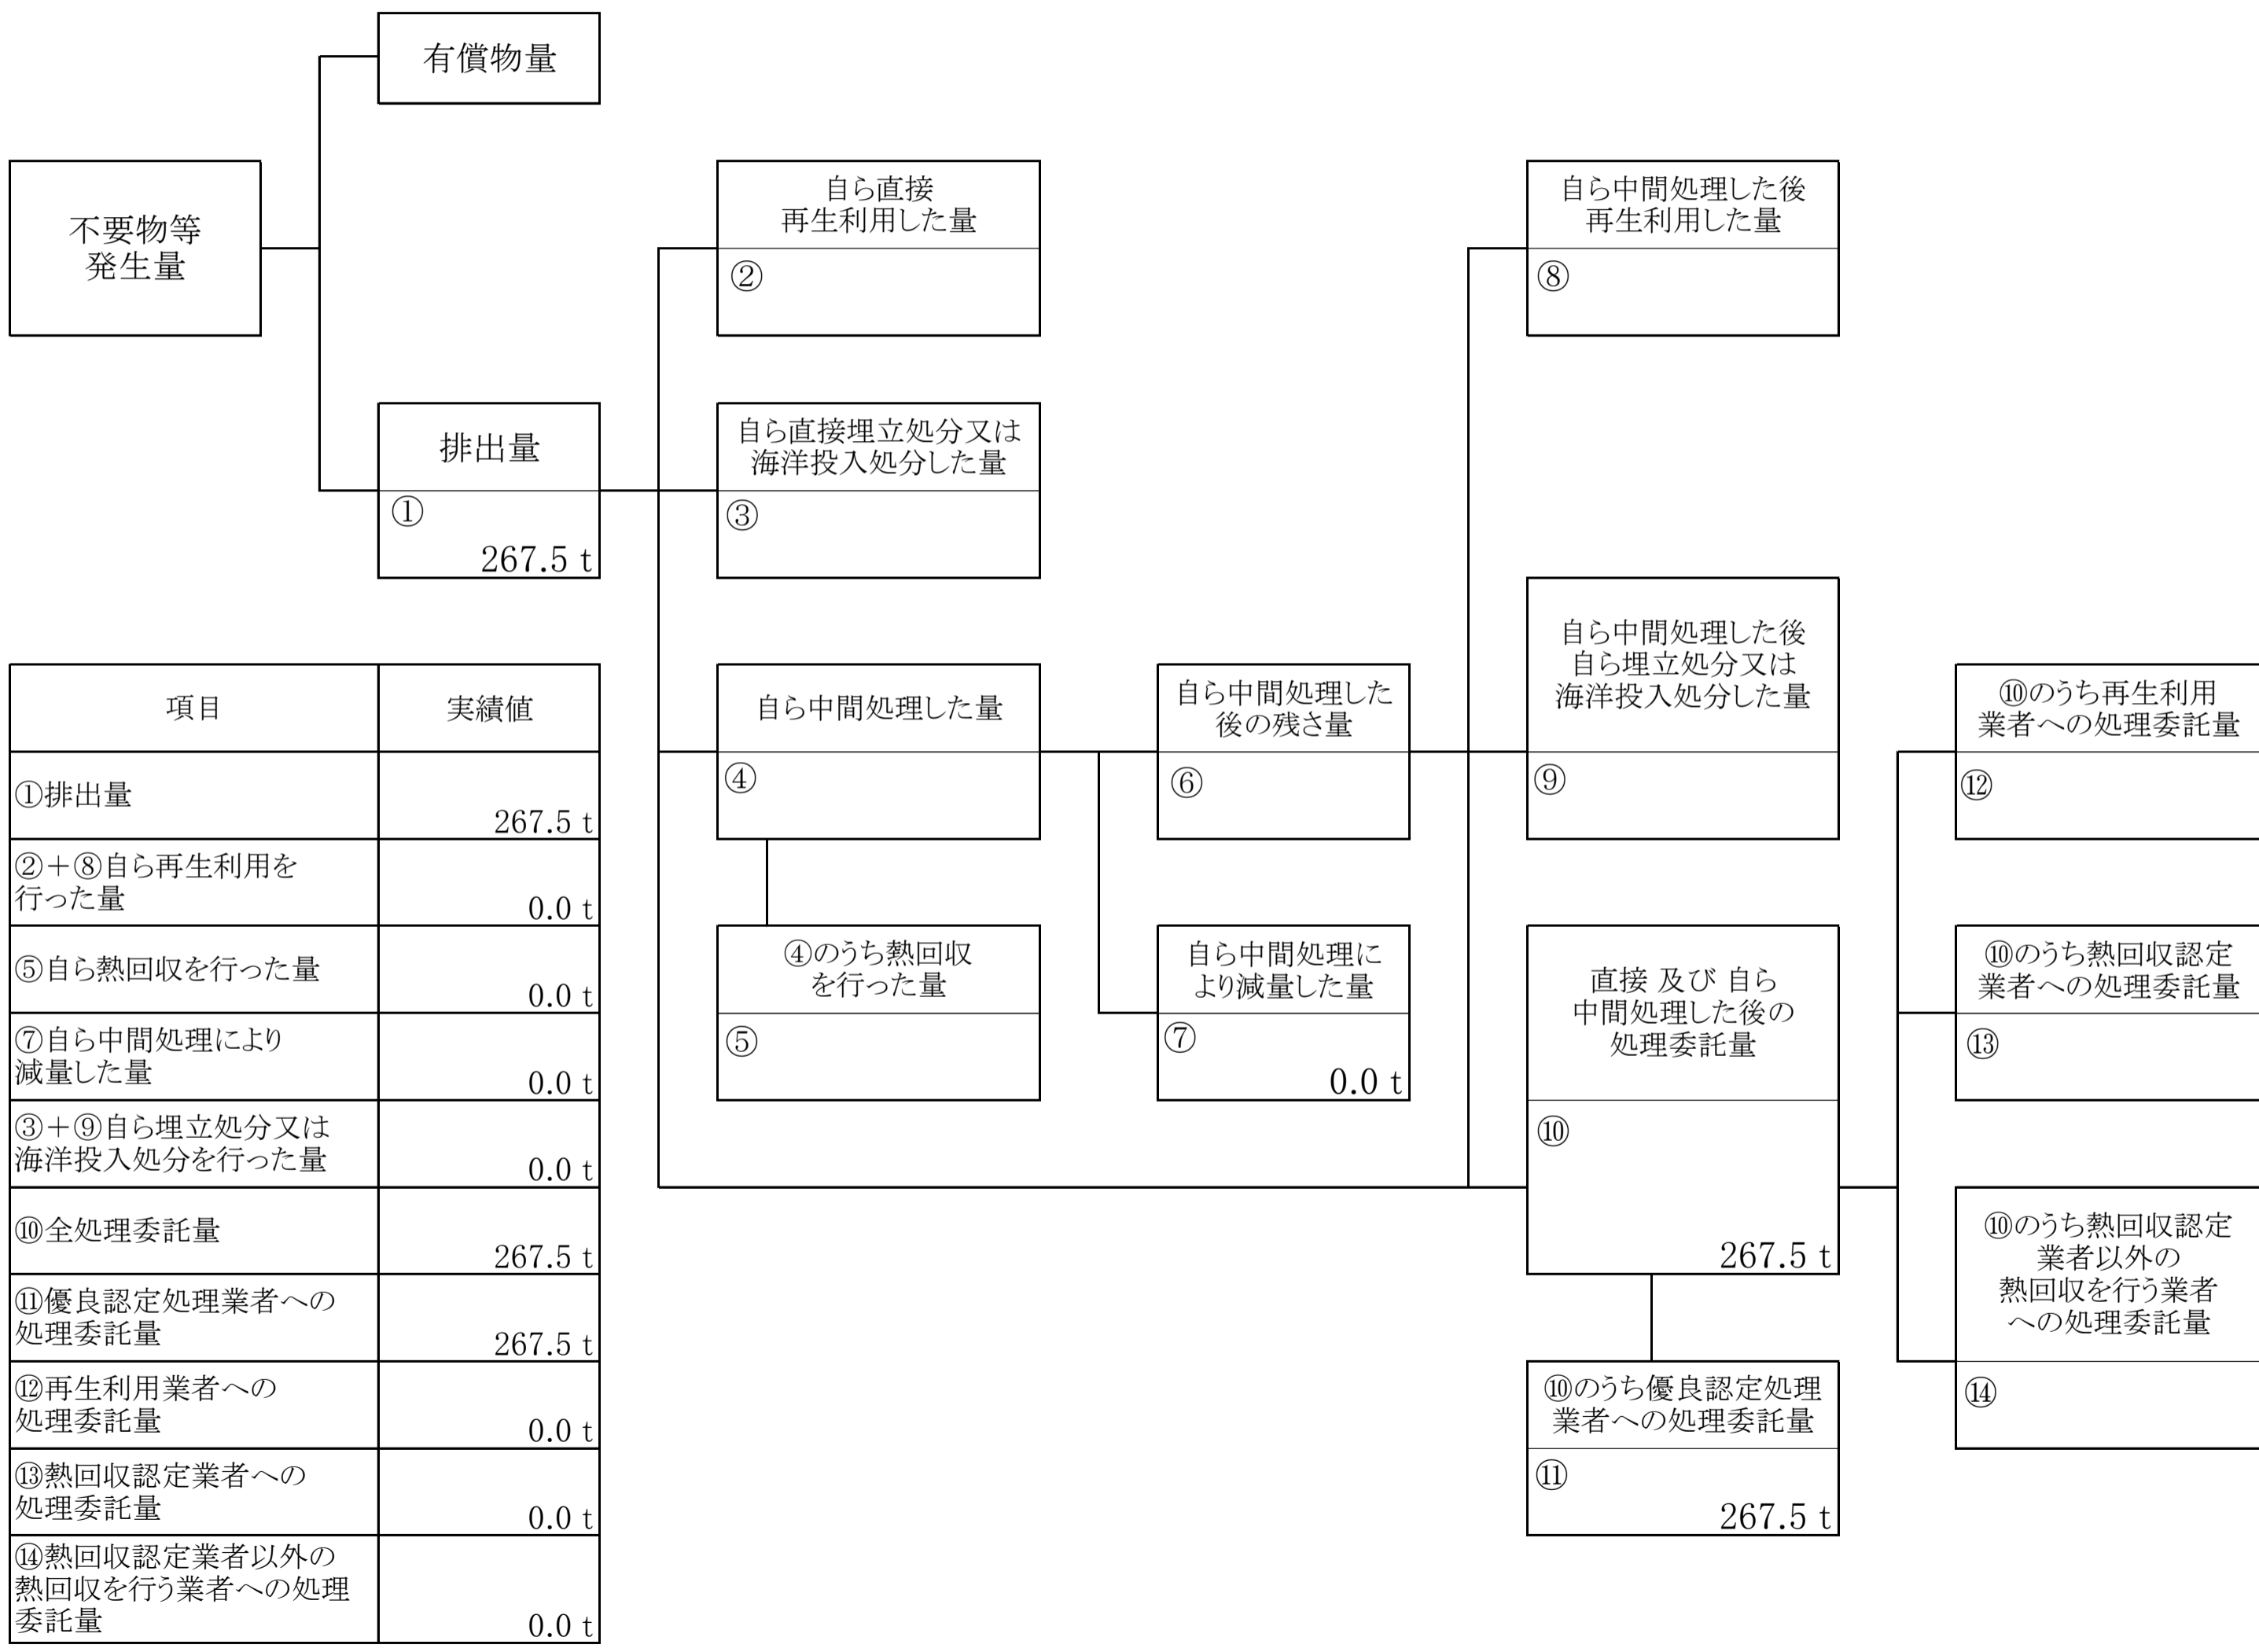 有償物量
不要物等
発生量
自ら直接
再生利用した量
②
自ら中間処理した後
再生利用した量
⑧
排出量
①
267.5 t
自ら直接埋立処分又は
海洋投入処分した量
③
自ら中間処理した量
④
自ら中間処理した
後の残さ量
⑥
自ら中間処理した後
自ら埋立処分又は
海洋投入処分した量
⑨
⑩のうち再生利用
業者への処理委託量
⑫
④のうち熱回収
を行った量
⑤
自ら中間処理に
より減量した量
⑦
0.0 t
直接 及び 自ら
中間処理した後の
処理委託量
⑩
267.5 t
⑩のうち熱回収認定
業者への処理委託量
⑬
⑩のうち熱回収認定
業者以外の
熱回収を行う業者
への処理委託量
⑭
⑩のうち優良認定処理
業者への処理委託量
⑪
267.5 t
項目 実績値
①排出量
267.5 t
②＋⑧自ら再生利用を
行った量
0.0 t
⑤自ら熱回収を行った量
0.0 t
⑦自ら中間処理により
減量した量
0.0 t
③＋⑨自ら埋立処分又は
海洋投入処分を行った量
0.0 t
⑩全処理委託量
267.5 t
⑪優良認定処理業者への
処理委託量
267.5 t
⑫再生利用業者への
処理委託量
0.0 t
⑬熱回収認定業者への
処理委託量
0.0 t
⑭熱回収認定業者以外の
熱回収を行う業者への処理
委託量
0.0 t